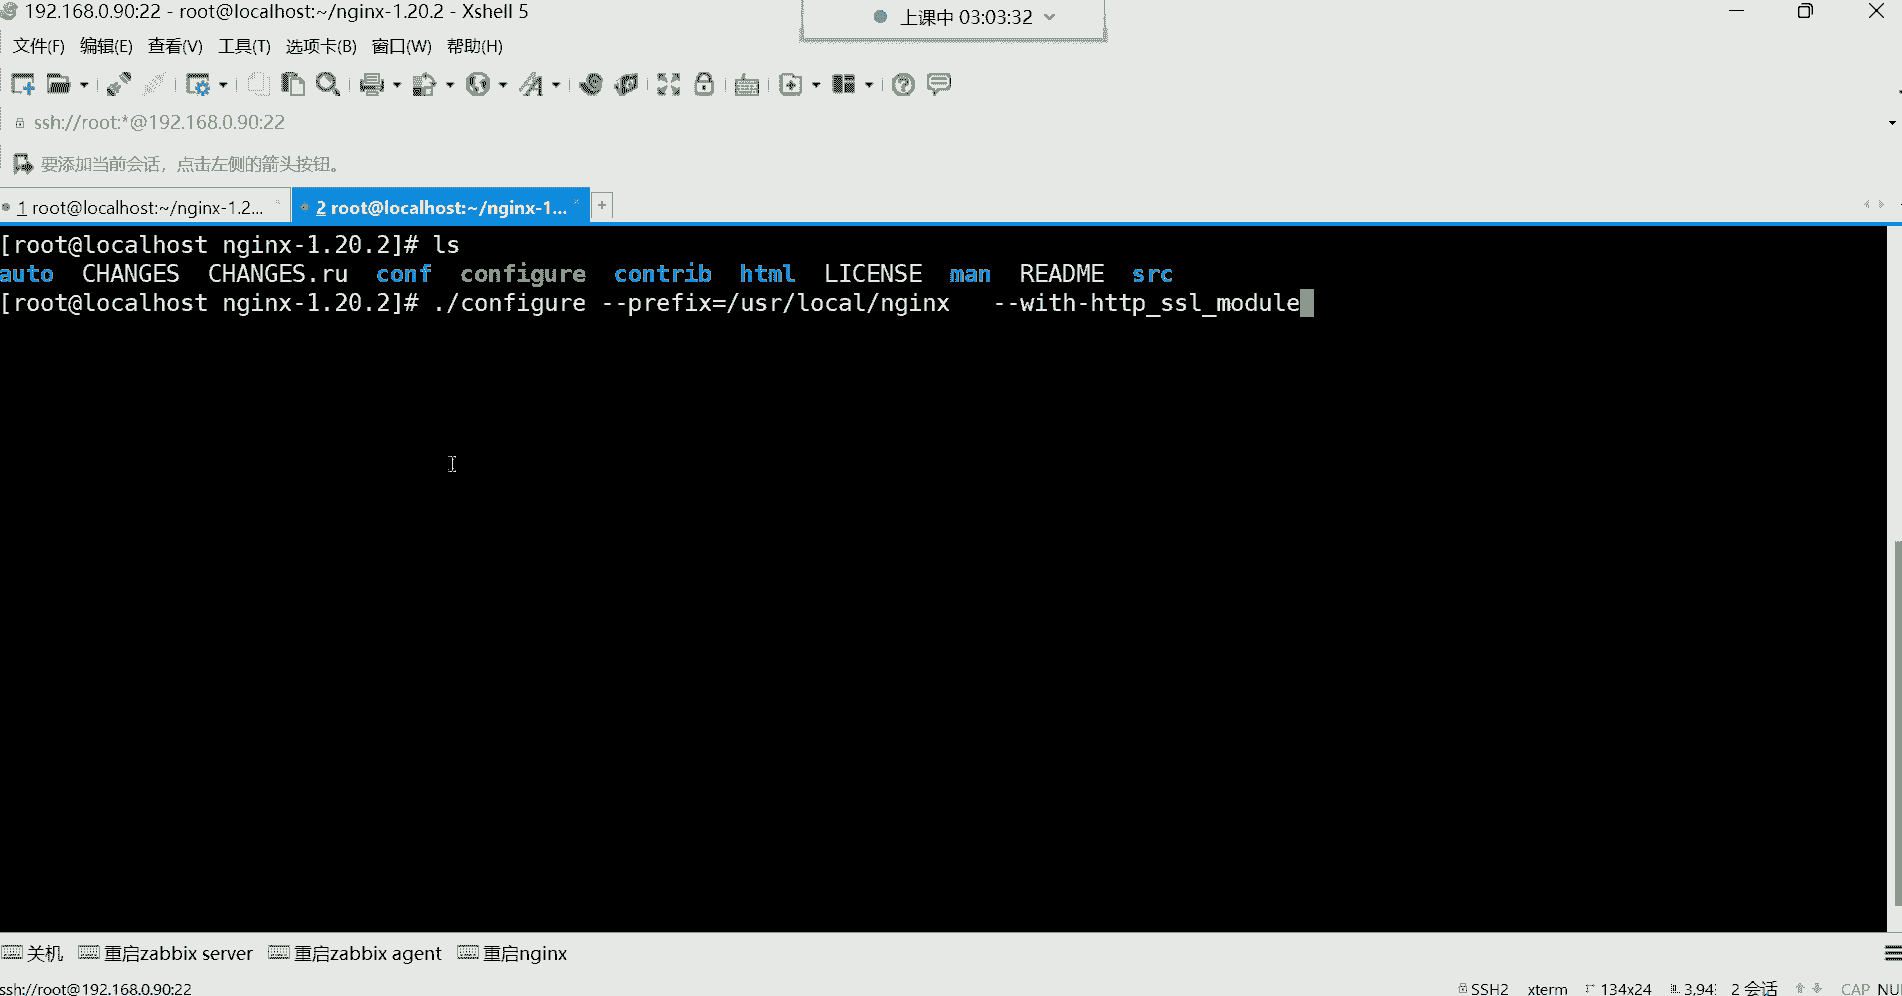 192.168.0.90:22 - root@localhost:~/nginx-1.20.2 - Xshell 5
上课中 03:03:32
文件(F) 编辑(E) 查看(V) 工具(T) 选项卡(B) 窗口(W) 帮助(H)
ssh://root:*@192.168.0.90:22
要添加当前会话，点击左侧的箭头按钮。
1 root@localhost:~/nginx-1.2... 2 root@localhost:~/nginx-1... +
[root@localhost nginx-1.20.2]# ls
auto CHANGES CHANGES.ru conf configure contrib html LICENSE man README src
[root@localhost nginx-1.20.2]# ./configure --prefix=/usr/local/nginx   --with-http_ssl_module
关机 重启zabbix server 重启zabbix agent 重启nginx
ssh://root@192.168.0.90:22 SSH2 xterm 134x24 3,94 2 会话 CAP NU